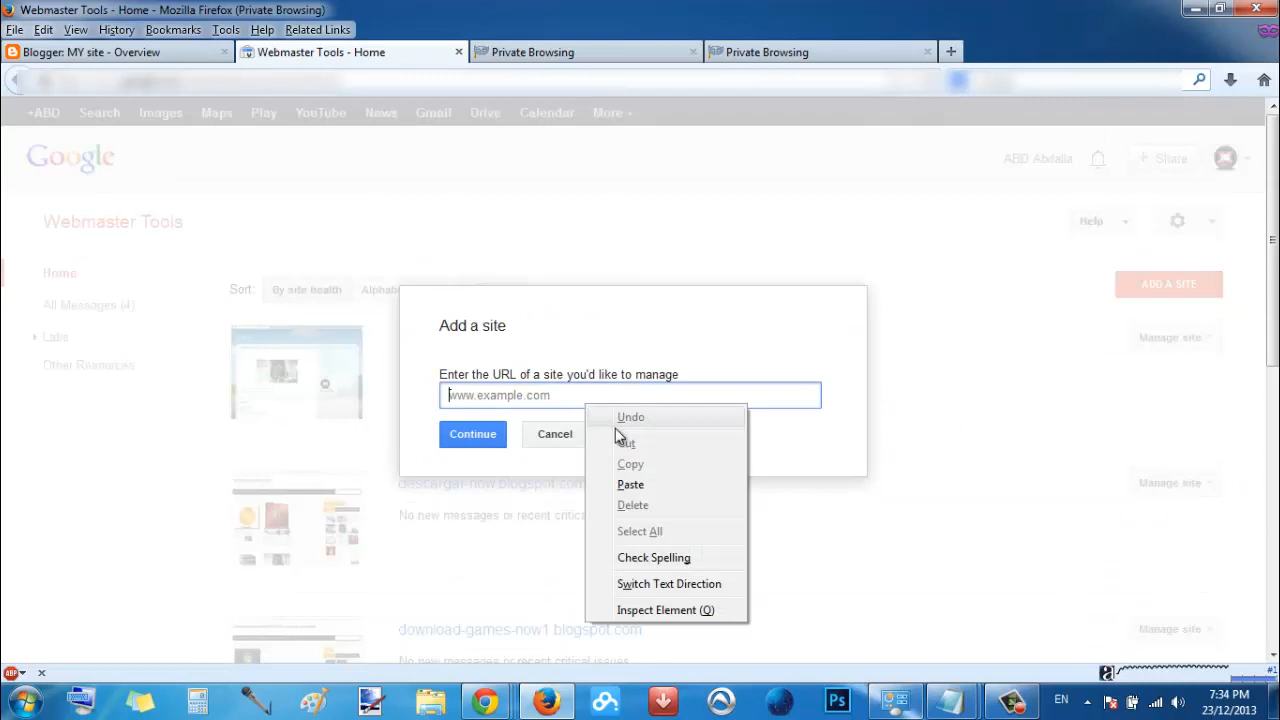 Webmaster Tools - Home - Mozilla Firefox (Private Browsing)
File Edit View History Bookmarks Tools Help Related Links
Blogger: MY site - Overview
Webmaster Tools - Home
Private Browsing
Private Browsing
+ABD Search Images Maps Play YouTube News Gmail Drive Calendar More
Google
ABD Abdalla
+ Share
Webmaster Tools
Help
Home
Sort: By site health Alphab
ADD A SITE
All Messages (4)
Labs
Other Resources
Manage site
Add a site
Enter the URL of a site you'd like to manage
www.example.com
Continue
Cancel
Undo
Cut
Copy
Paste
Delete
Select All
Check Spelling
Switch Text Direction
Inspect Element (Q)
descargar-now.blogspot.com
Manage site
No new messages or recent critical
download-games-now1.blogspot.com
Manage site
No new messages or recent critical issues.
ABP
#1
Ps
EN
7:34 PM
23/12/2013